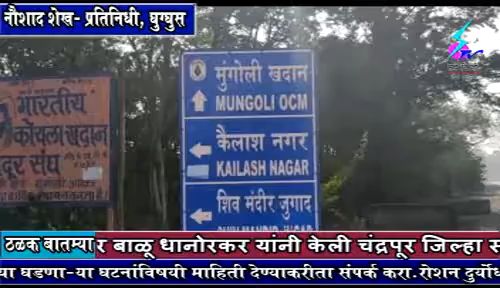 नौशाद शेख- प्रतिनिधी, घुग्घुस
मुंगोली खदान
MUNGOLI OCM
कैलाश नगर
KAILASH NAGAR
शिव मंदीर जुगाद
भारतीय
कोयला खदान
संघ
ठळक बातम्या
र बाळू धानोरकर यांनी केली चंद्रपूर जिल्हा स
या घडणा-या घटनांविषयी माहिती देण्याकरीता संपर्क करा.रोशन दुर्यो